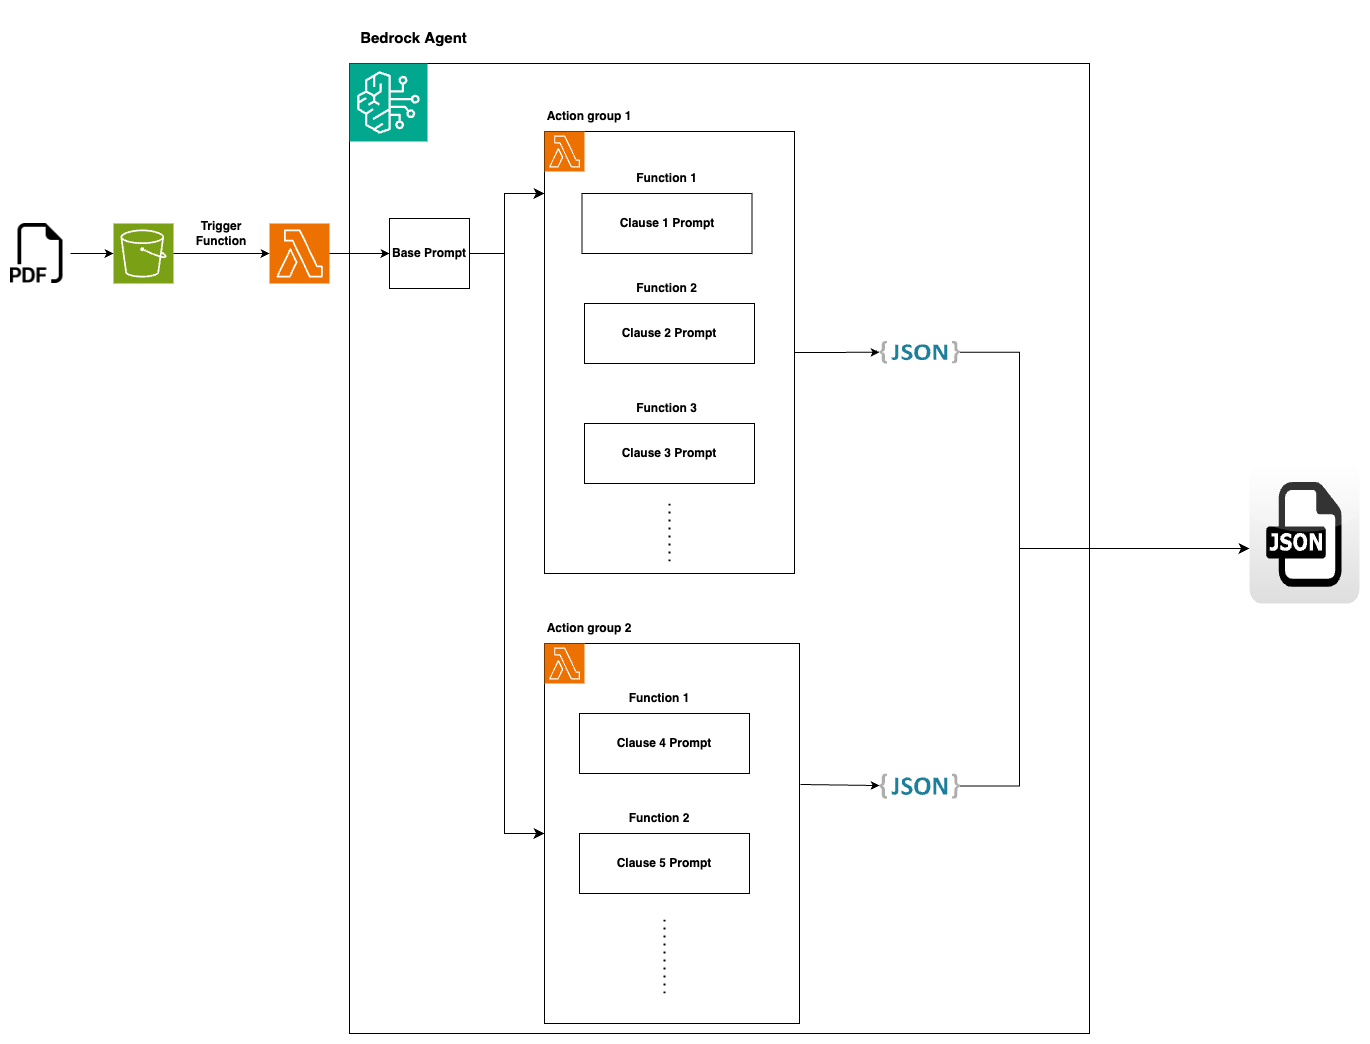 Bedrock Agent
Action group 1
Function 1
Clause 1 Prompt
Trigger
Function
PDF
Base Prompt
Function 2
Clause 2 Prompt
{JSON}
Function 3
Clause 3 Prompt
JSON
Action group 2
Function 1
Clause 4 Prompt
{JSON}
Function 2
Clause 5 Prompt